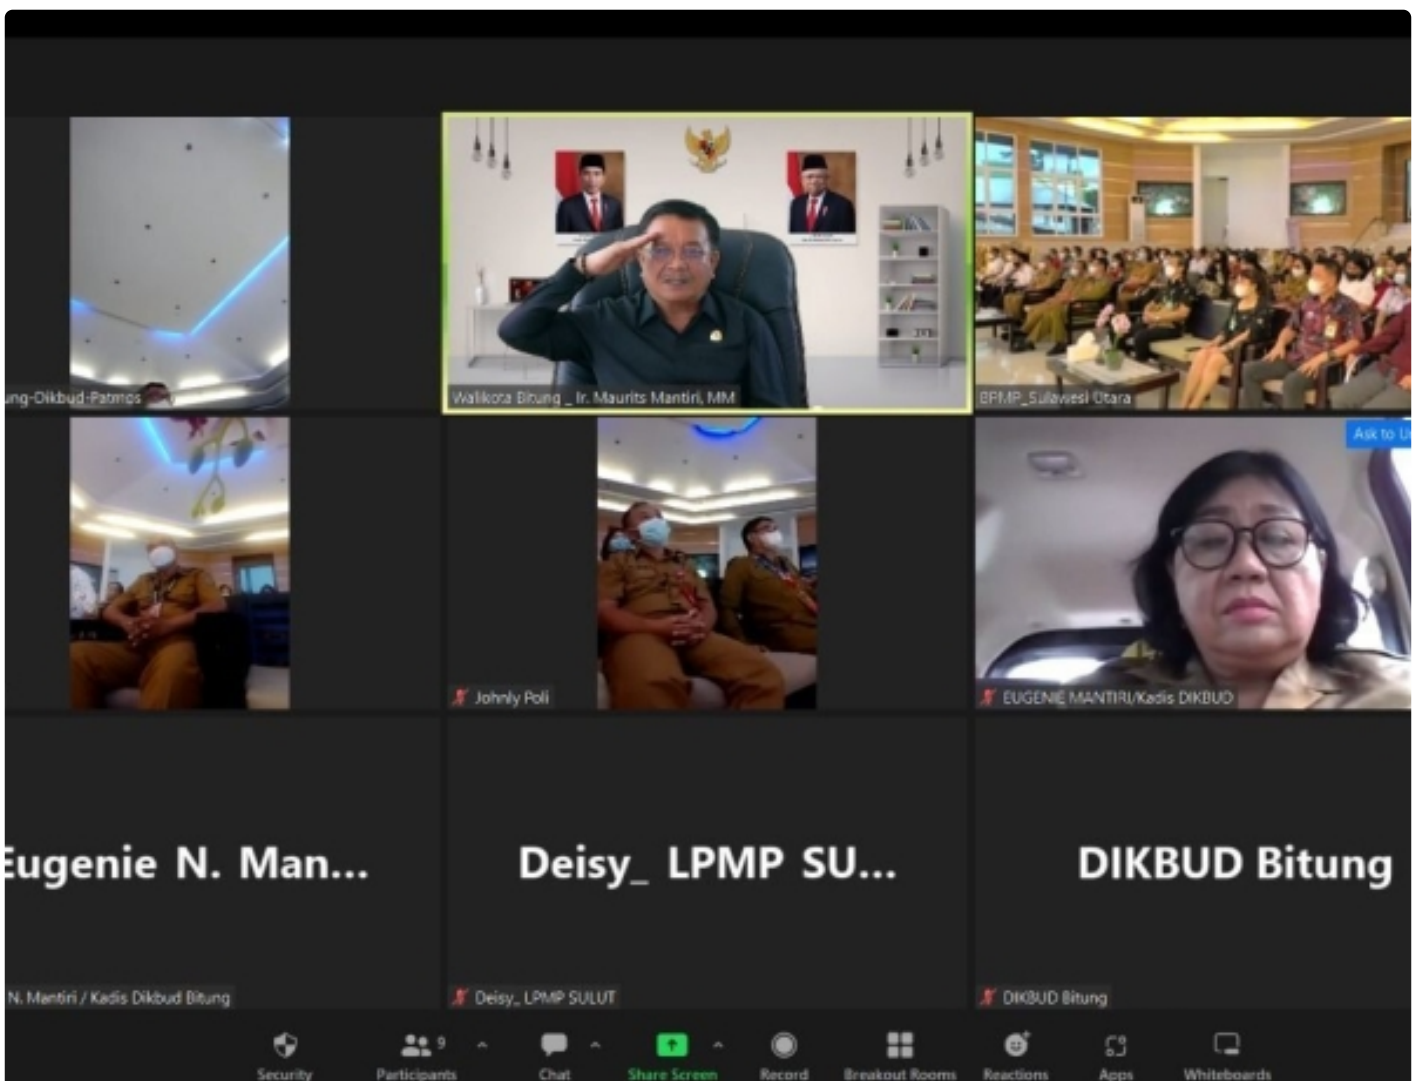 ung-Dikbud-Patmos
Walikota Bitung _ Ir. Maurits Mantiri, MM
BPMP_Sulawesi Utara
Ask to U
Johnly Poli
EUGENIE MANTIRI/Kadis DIKBUD
Eugenie N. Man...
Deisy_ LPMP SU...
DIKBUD Bitung
N. Mantiri / Kadis Dikbud Bitung
Deisy_ LPMP SULUT
DIKBUD Bitung
9
Security
Participants
Chat
Share Screen
Record
Breakout Rooms
Reactions
Apps
Whiteboards